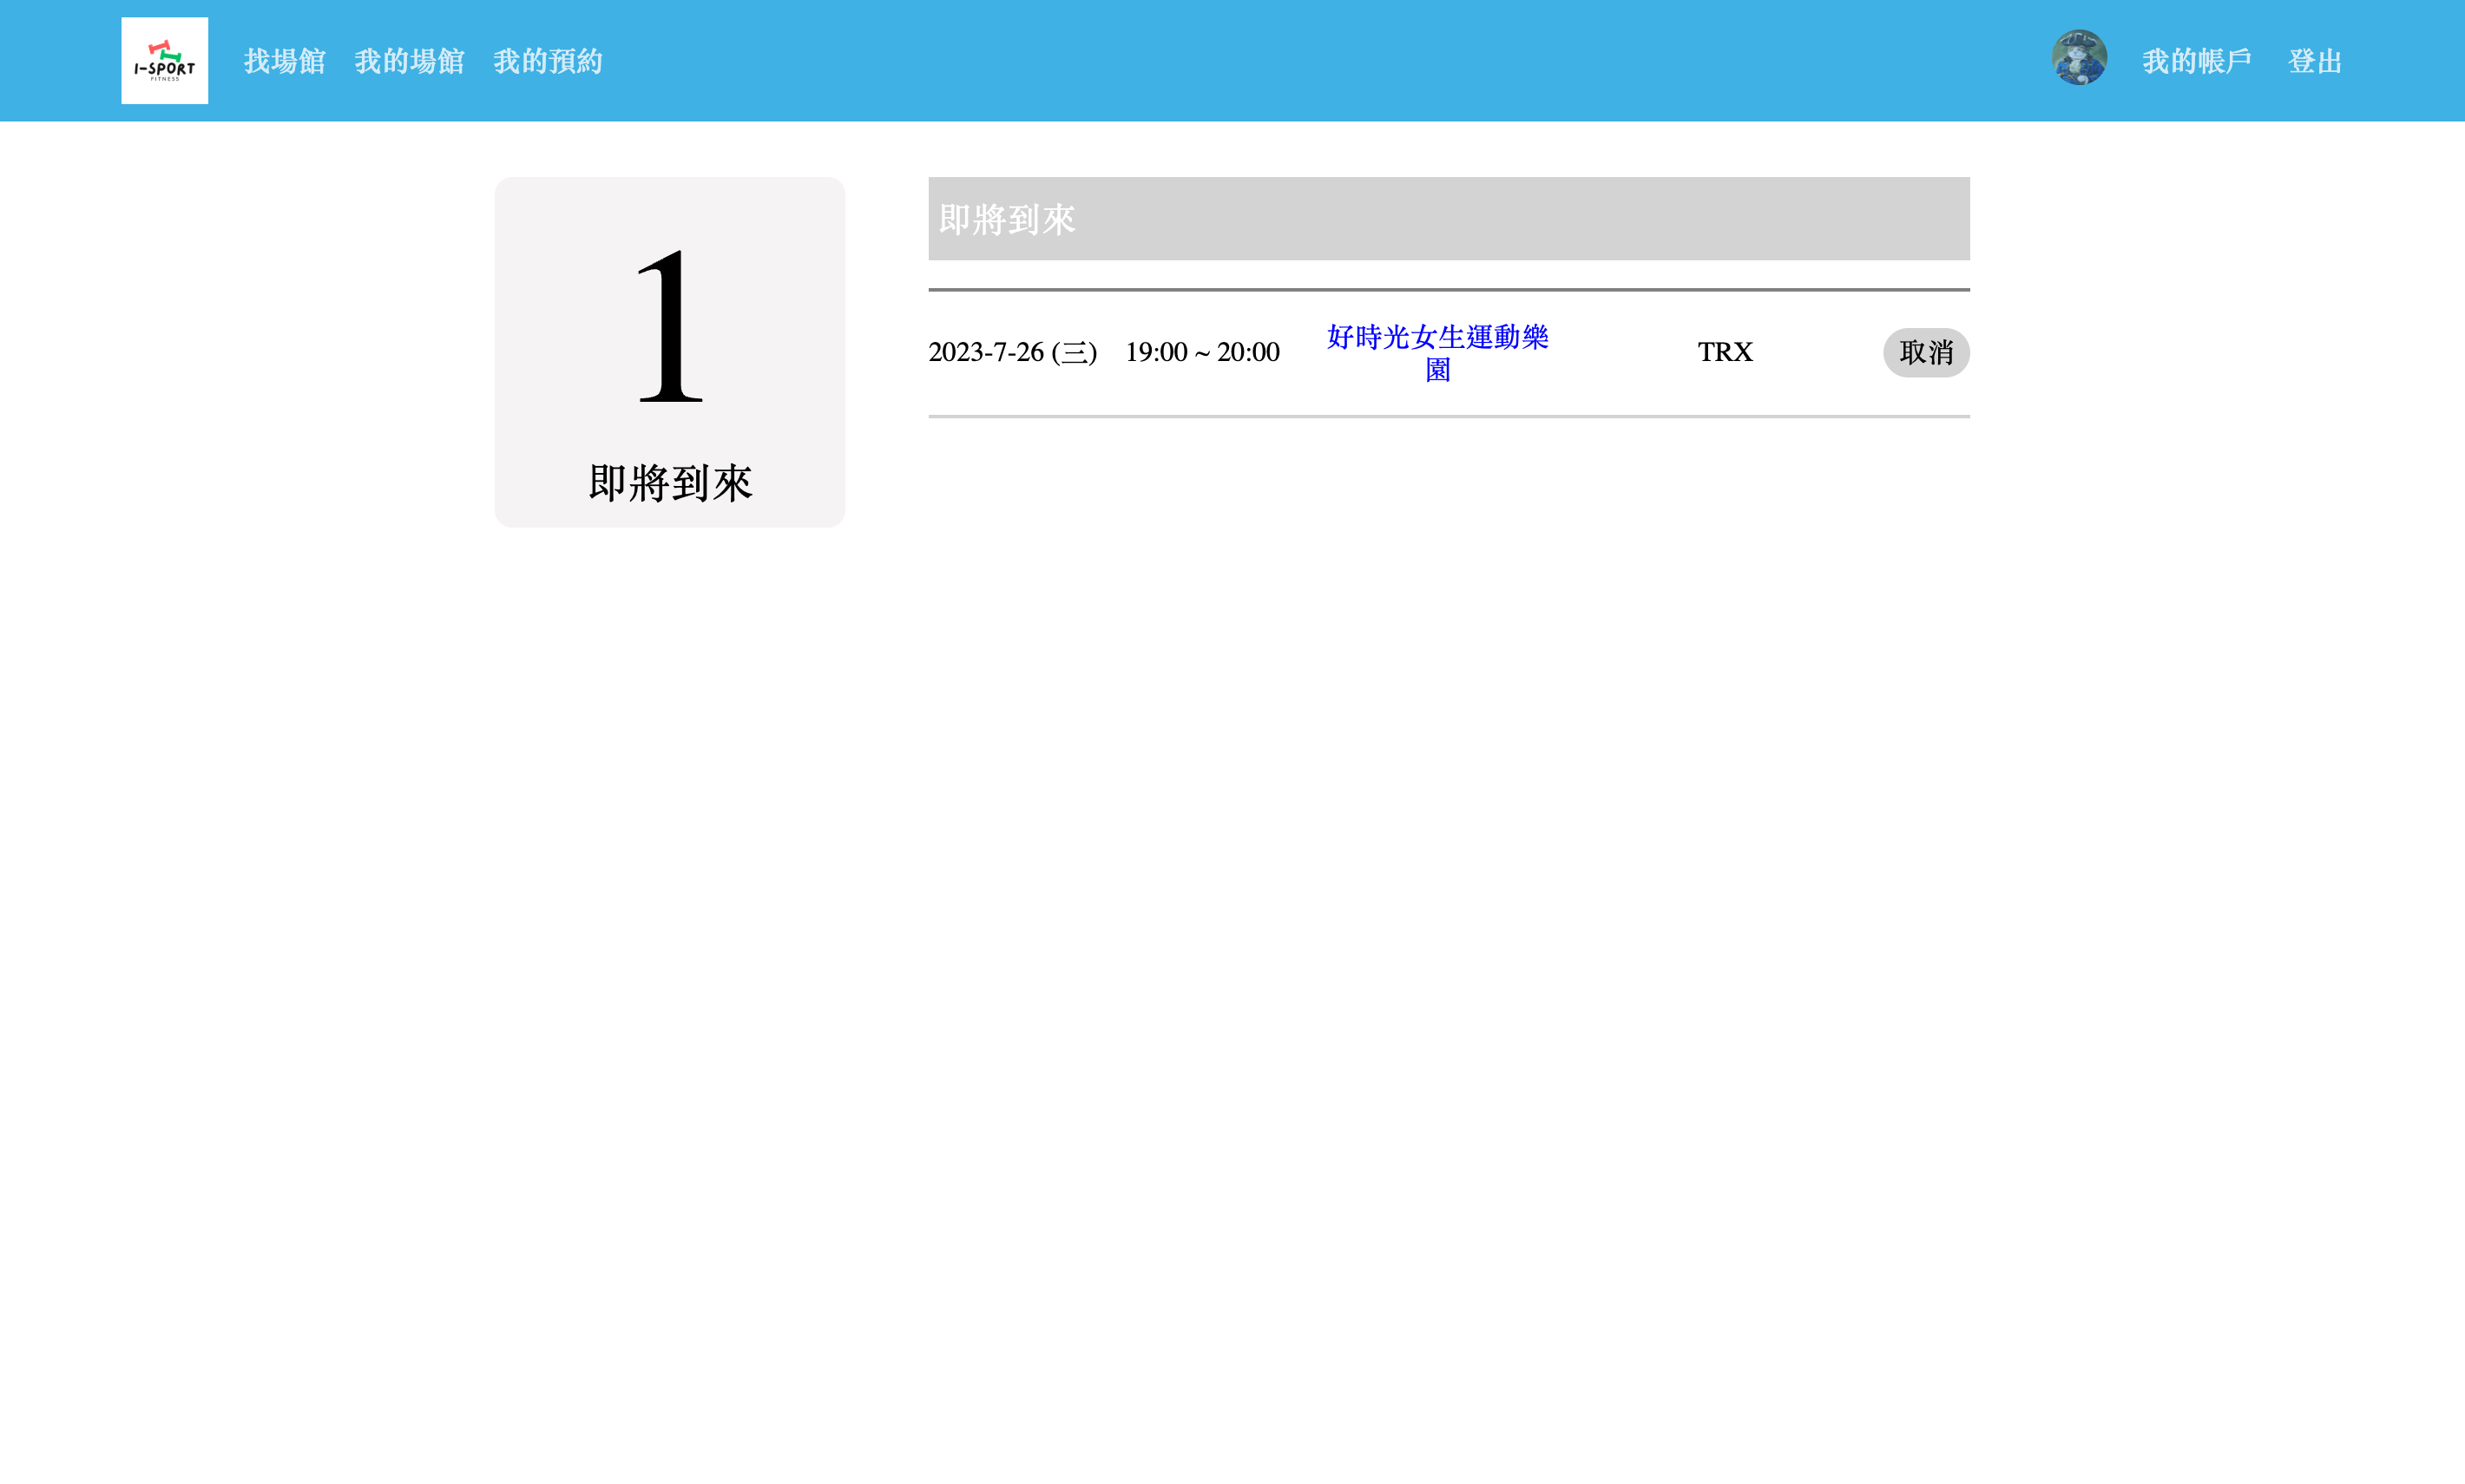 I-SPORT
FITNESS
找場館 我的場館 我的預約
我的帳戶 登出
1
即將到來
即將到來
2023-7-26 (三) 19:00 ~ 20:00 好時光女生運動樂
園
TRX 取消